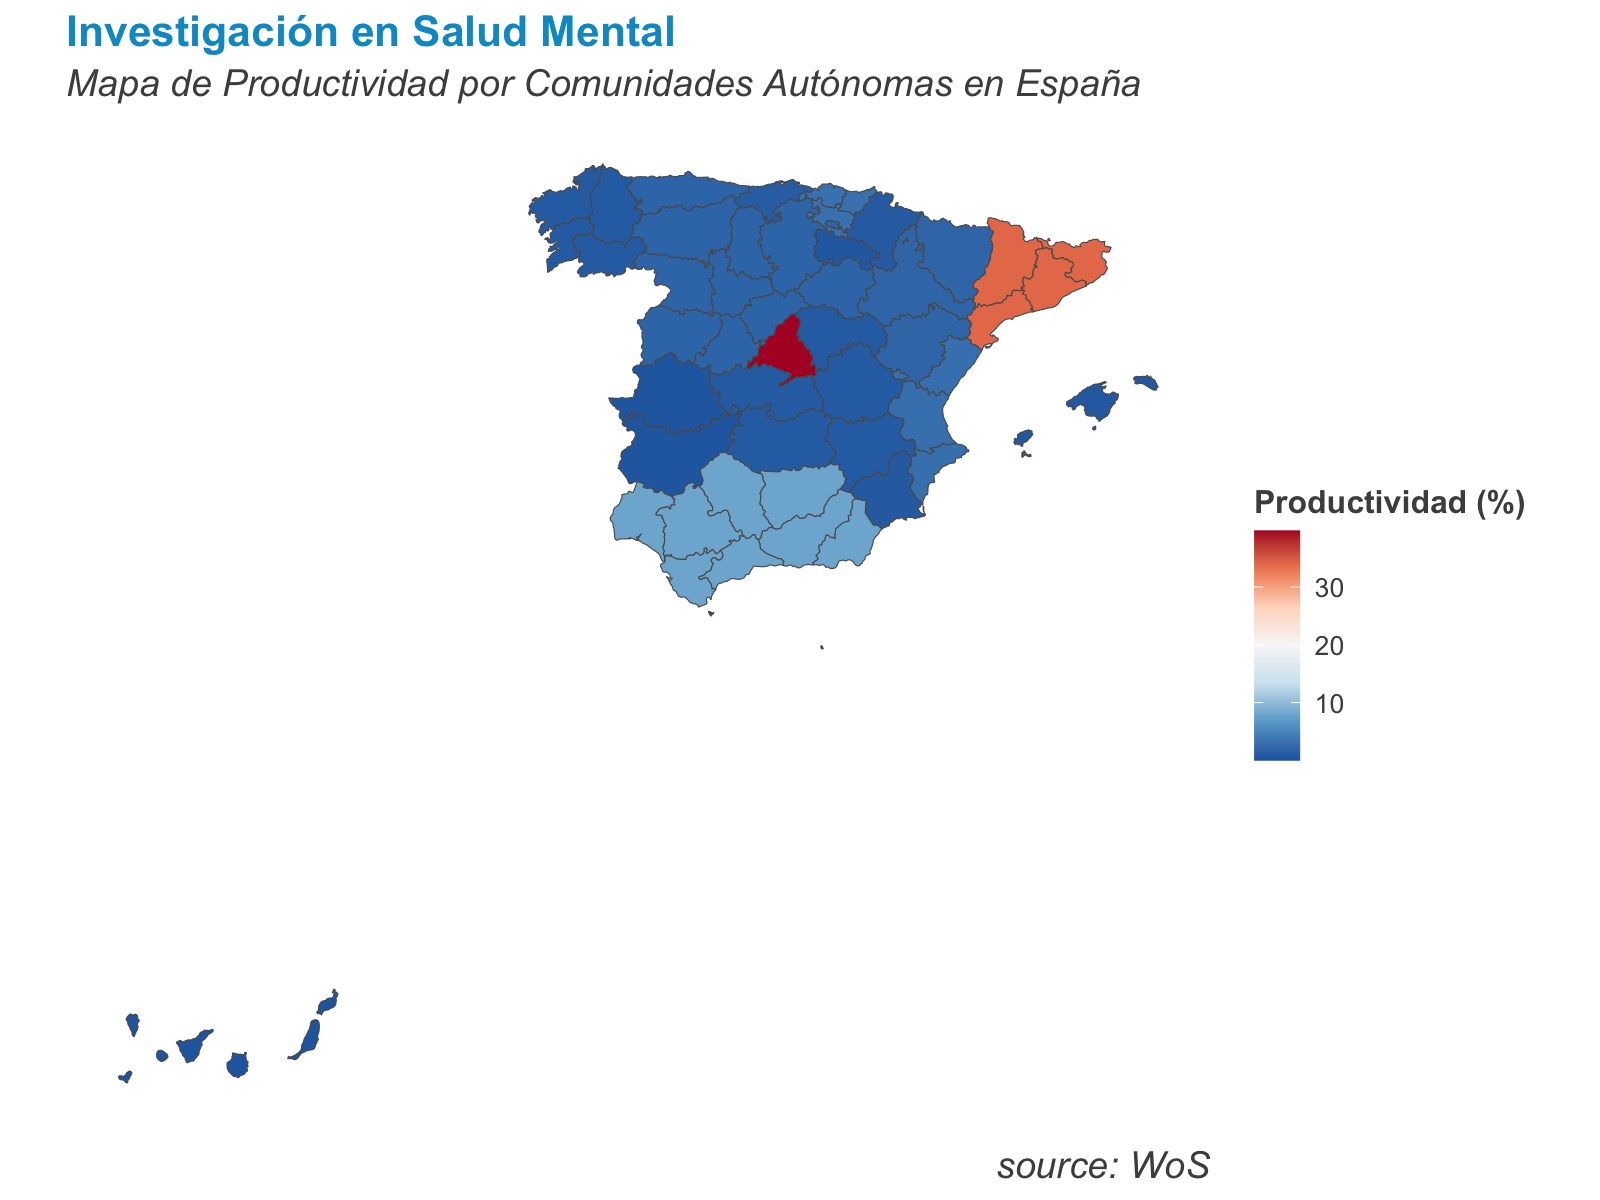 Investigación en Salud Mental
Mapa de Productividad por Comunidades Autónomas en España
Productividad (%)
30
20
10
source: WoS